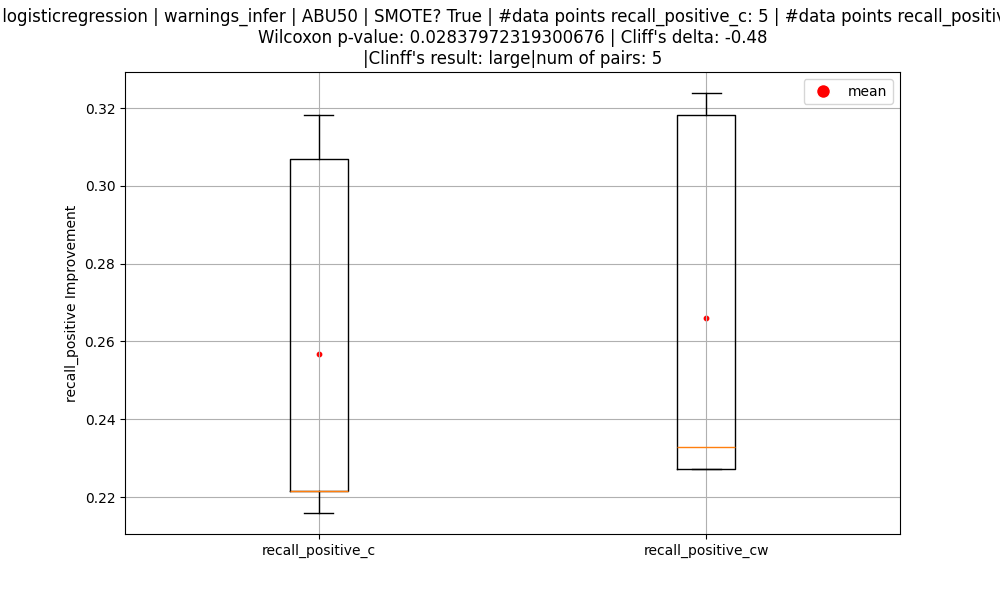 logisticregression | warnings_infer | ABU50 | SMOTE? True | #data points recall_positive_c: 5 | #data points
Wilcoxon p-value: 0.02837972319300676 | Cliff's delta: -0.48
|Clinff's result: large|num of pairs: 5
mean
0.32
0.30
0.28
0.26
0.24
0.22
recall_positive Improvement
recall_positive_c
recall_positive_cw